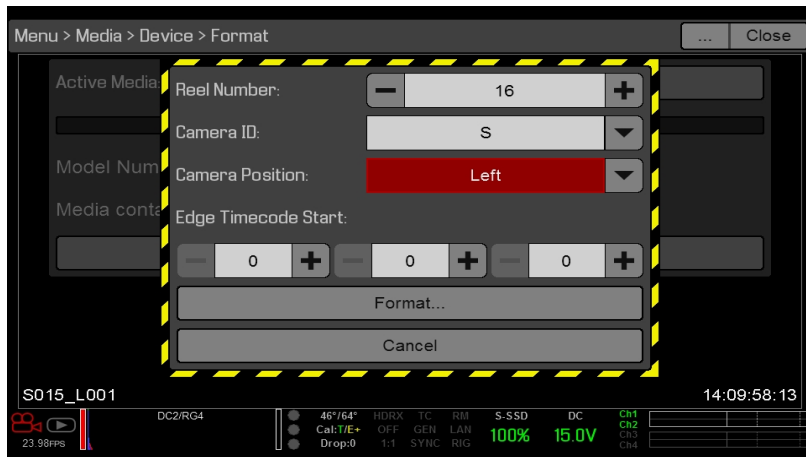 Menu > Media > Device > Format
... Close
Active Media:
Reel Number: 16
Camera ID: S
Model Num
Camera Position: Left
Media conta
Edge Timecode Start:
0 0 0
Format...
Cancel
S015_L001 14:09:58:13
DC2/RG4 46°/64° HDRX TC RM S-SSD DC Ch1
Cal:T/E+ OFF GEN LAN 100% 15.0V Ch2
23.98FPS Drop:0 1:1 SYNC RIG Ch3
Ch4